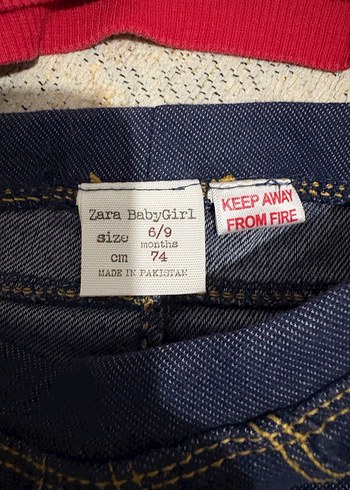 Zara BabyGirl
size 6/9
months
cm 74
MADE IN PAKISTAN
KEEP AWAY
FROM FIRE